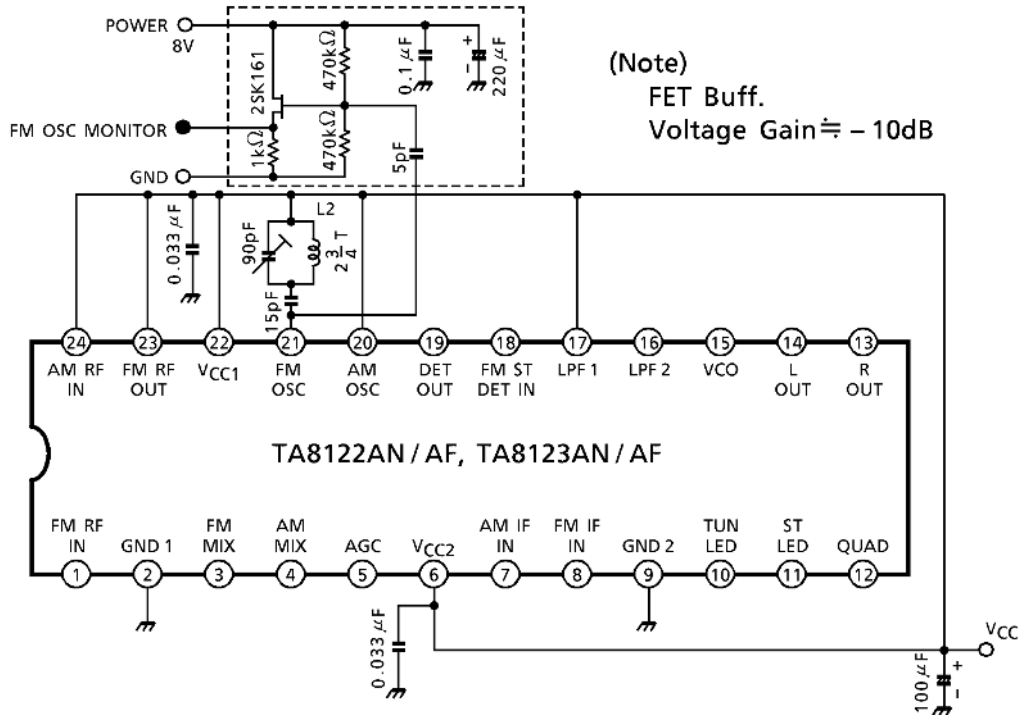 POWER
8V
2SK161
470kΩ
0.1μF
+
-
220μF
(Note)
FET Buff.
Voltage Gain≒ – 10dB
FM OSC MONITOR
1kΩ
470kΩ
5pF
GND
0.033μF
90pF
L2
2 3/4 T
15pF
24 23 22 21 20 19 18 17 16 15 14 13
AM RF IN
FM RF OUT
VCC1
FM OSC
AM OSC
DET OUT
FM ST DET IN
LPF 1
LPF 2
VCO
L OUT
R OUT
TA8122AN / AF, TA8123AN / AF
FM RF IN
GND 1
FM MIX
AM MIX
AGC
VCC2
AM IF IN
FM IF IN
GND 2
TUN LED
ST LED
QUAD
1 2 3 4 5 6 7 8 9 10 11 12
0.033μF
VCC
100μF
+
-